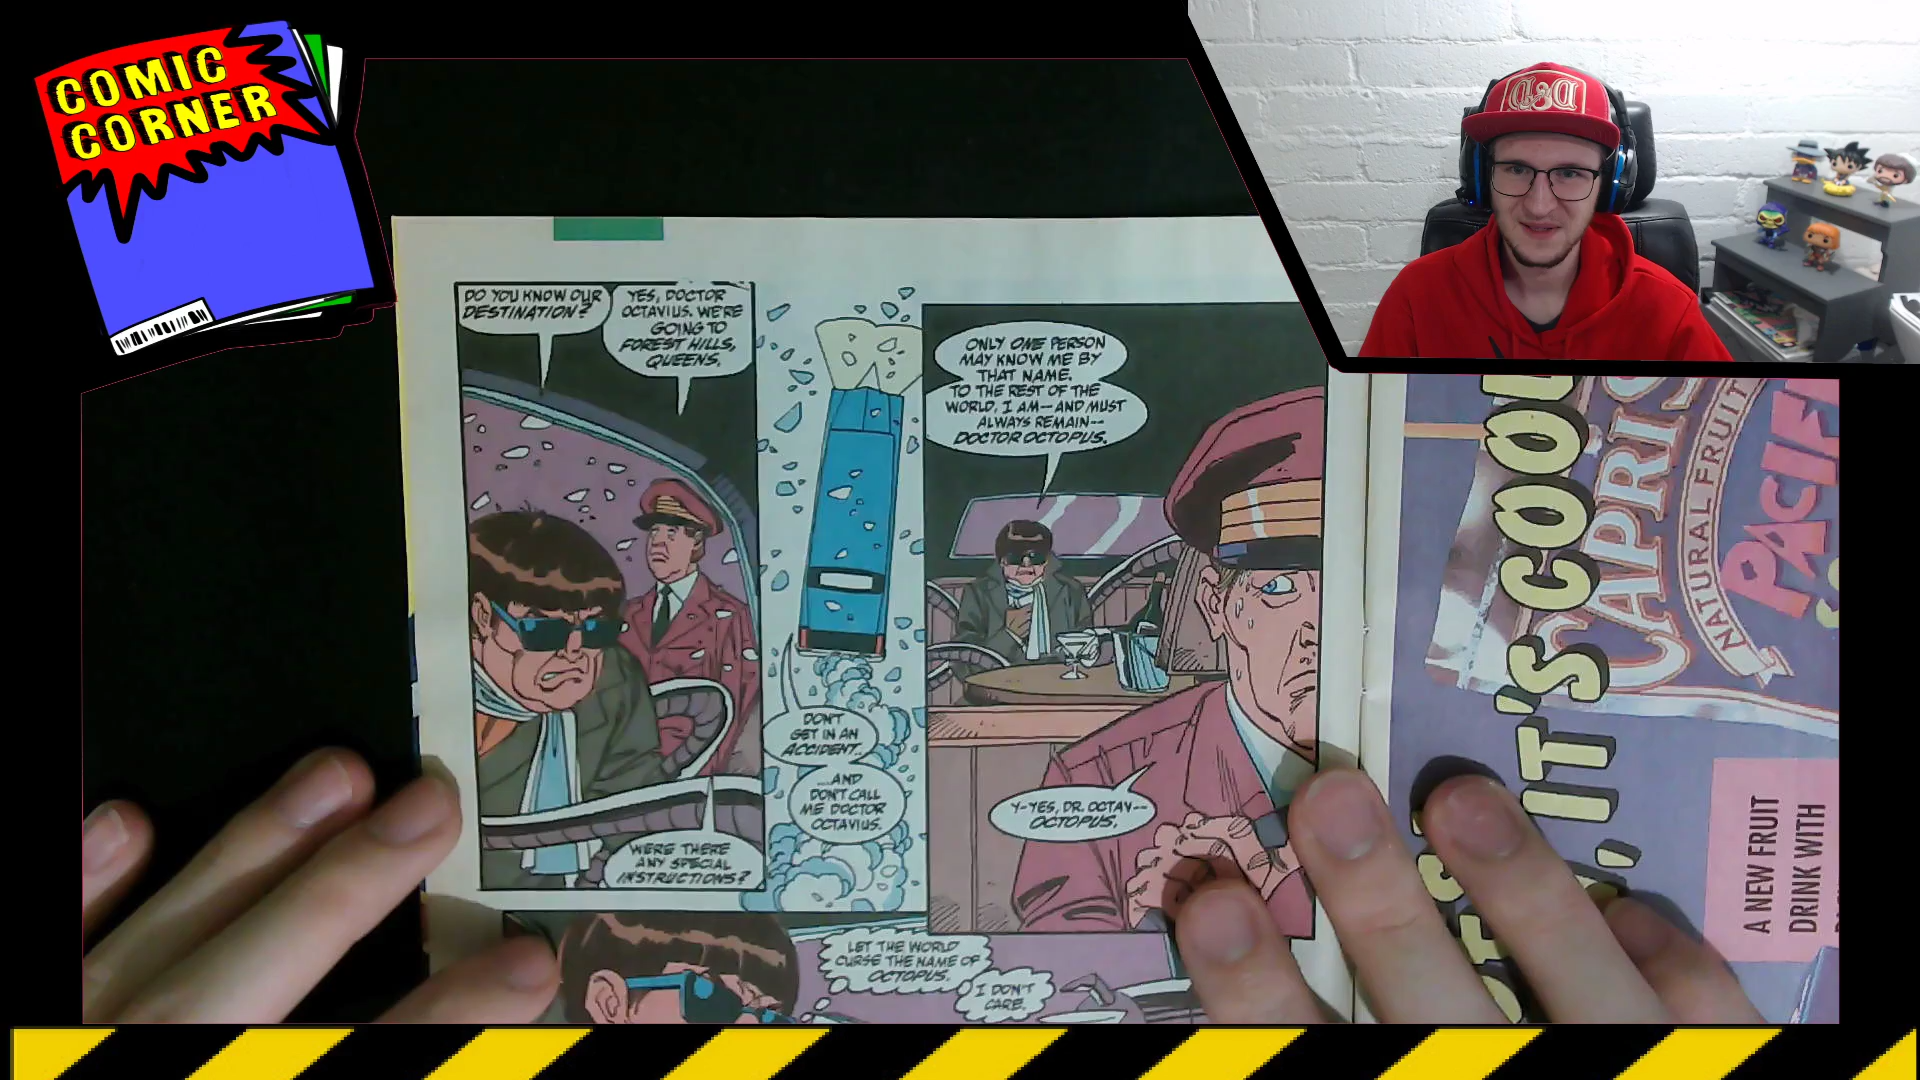 COMIC
CORNER
DO YOU KNOW OUR
DESTINATION?
YES, DOCTOR
OCTAVIUS. WE'RE
GOING TO
FOREST HILLS,
QUEENS.
DON'T
GET IN AN
ACCIDENT...
...AND
DON'T CALL
ME DOCTOR
OCTAVIUS.
WERE THERE
ANY SPECIAL
INSTRUCTIONS?
ONLY ONE PERSON
MAY KNOW ME BY
THAT NAME.
TO THE REST OF THE
WORLD, I AM--AND MUST
ALWAYS REMAIN--
DOCTOR OCTOPUS.
Y-YES, DR. OCTAV--
OCTOPUS.
LET THE WORLD
CURSE THE NAME OF
OCTOPUS.
I DON'T
CARE.
IT'S COOL
CAPRIS
NATURAL FRUIT
PACIF
A NEW FRUIT
DRINK WITH
D&D